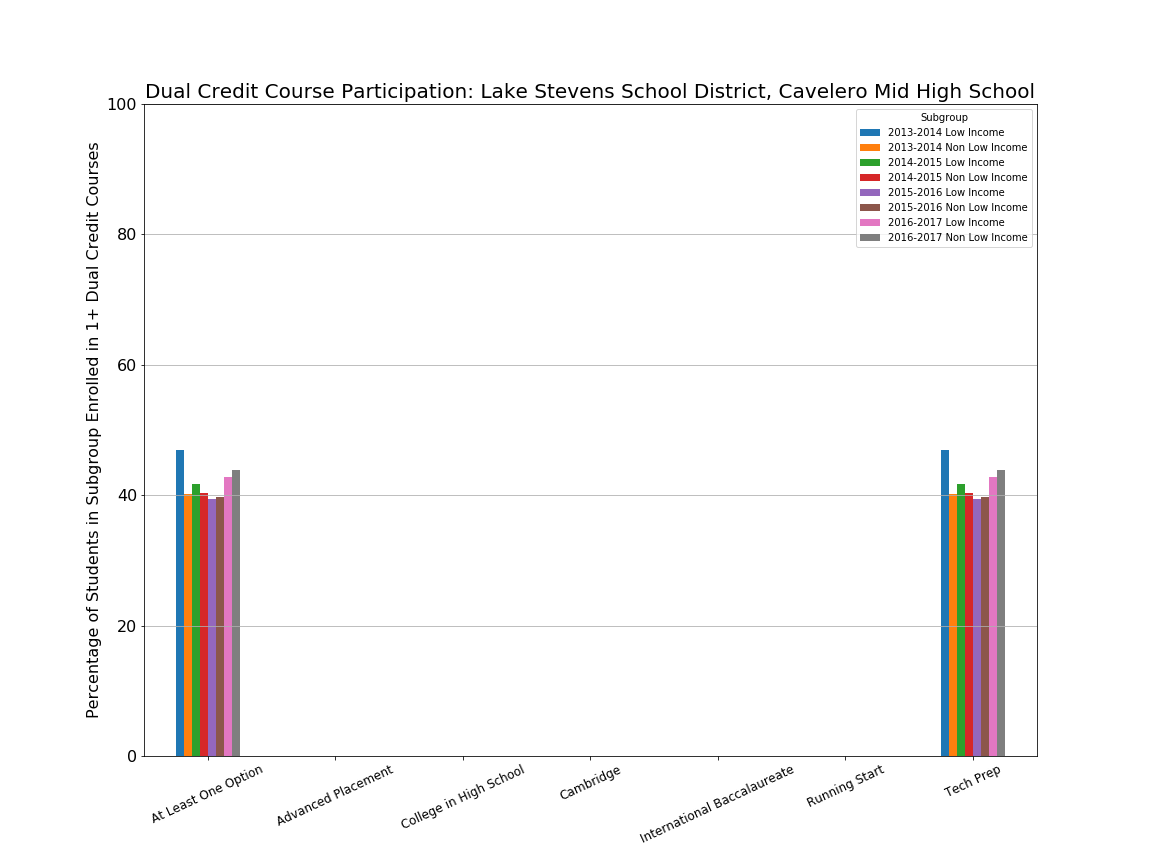 Dual Credit Course Participation: Lake Stevens School District, Cavelero Mid High School
Percentage of Students in Subgroup Enrolled in 1+ Dual Credit Courses
100
80
60
40
20
0
Subgroup
2013-2014 Low Income
2013-2014 Non Low Income
2014-2015 Low Income
2014-2015 Non Low Income
2015-2016 Low Income
2015-2016 Non Low Income
2016-2017 Low Income
2016-2017 Non Low Income
At Least One Option
Advanced Placement
College in High School
Cambridge
International Baccalaureate
Running Start
Tech Prep